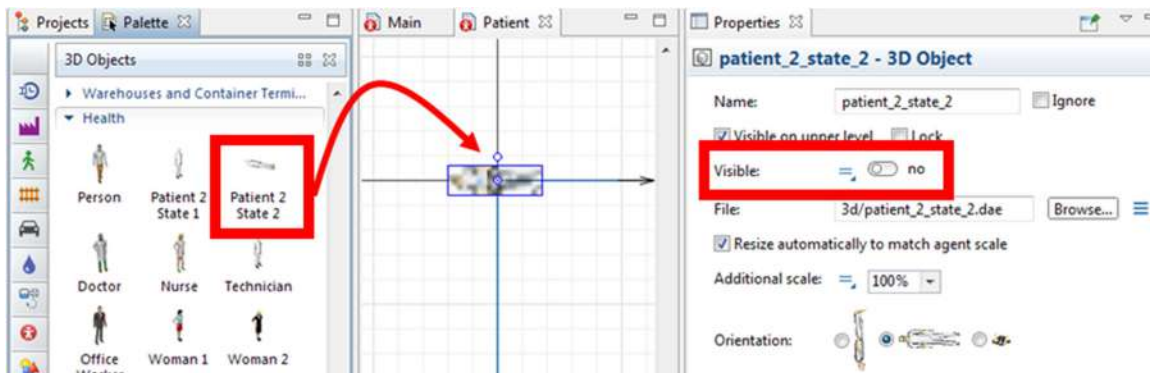 Projects Palette
3D Objects
Warehouses and Container Termi...
Health
Person
Patient 2
State 1
Patient 2
State 2
Doctor
Nurse
Technician
Office
Worker
Woman 1
Woman 2
Main
Patient
Properties
patient_2_state_2 - 3D Object
Name: patient_2_state_2 Ignore
Visible on upper level Lock
Visible: no
File: 3d/patient_2_state_2.dae Browse...
Resize automatically to match agent scale
Additional scale: 100%
Orientation: